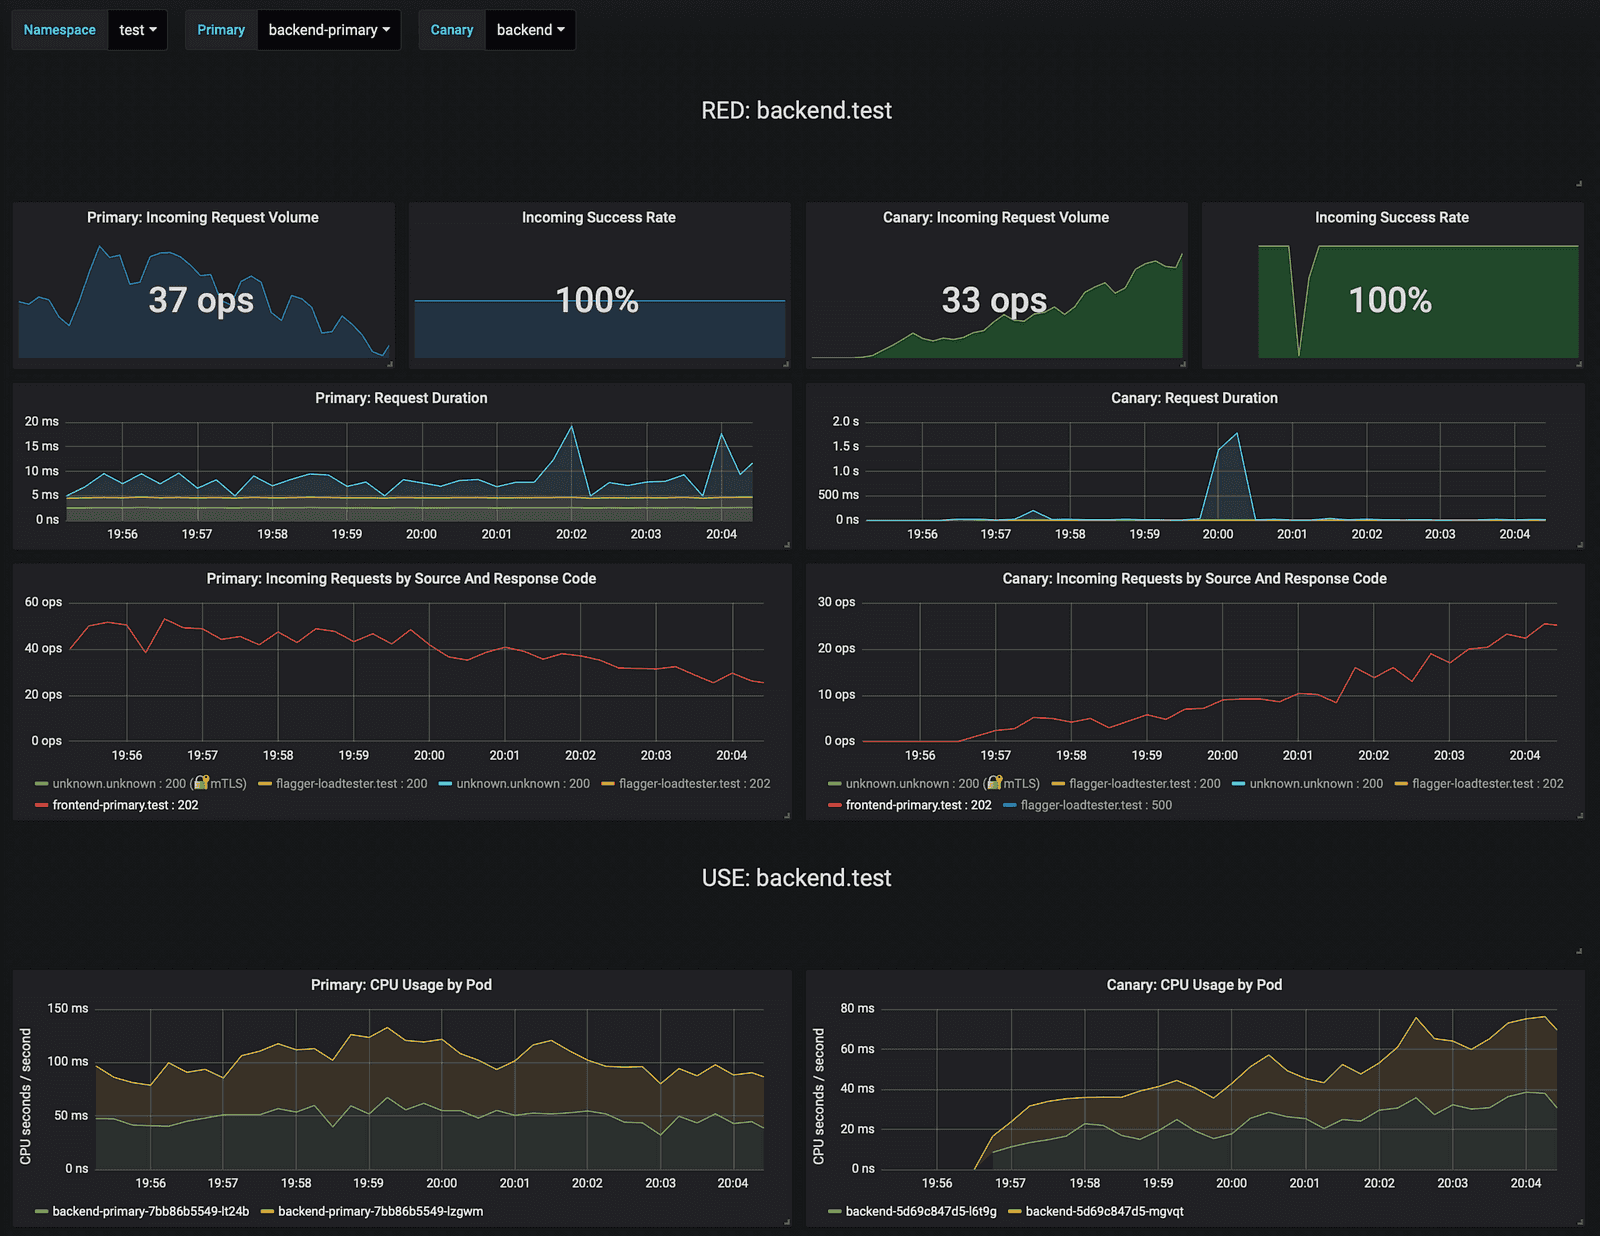 Namespace test Primary backend-primary Canary backend
RED: backend.test
Primary: Incoming Request Volume
37 ops
Incoming Success Rate
100%
Canary: Incoming Request Volume
33 ops
Incoming Success Rate
100%
Primary: Request Duration
20 ms
15 ms
10 ms
5 ms
0 ns
19:56 19:57 19:58 19:59 20:00 20:01 20:02 20:03 20:04
Canary: Request Duration
2.0 s
1.5 s
1.0 s
500 ms
0 ns
19:56 19:57 19:58 19:59 20:00 20:01 20:02 20:03 20:04
Primary: Incoming Requests by Source And Response Code
60 ops
40 ops
20 ops
0 ops
19:56 19:57 19:58 19:59 20:00 20:01 20:02 20:03 20:04
unknown.unknown : 200 (🔐mTLS) flagger-loadtester.test : 200 unknown.unknown : 200 flagger-loadtester.test : 202
frontend-primary.test : 202
Canary: Incoming Requests by Source And Response Code
30 ops
20 ops
10 ops
0 ops
19:56 19:57 19:58 19:59 20:00 20:01 20:02 20:03 20:04
unknown.unknown : 200 (🔐mTLS) flagger-loadtester.test : 200 unknown.unknown : 200 flagger-loadtester.test : 202
frontend-primary.test : 202 flagger-loadtester.test : 500
USE: backend.test
Primary: CPU Usage by Pod
CPU seconds / second
150 ms
100 ms
50 ms
0 ns
19:56 19:57 19:58 19:59 20:00 20:01 20:02 20:03 20:04
backend-primary-7bb86b5549-lt24b backend-primary-7bb86b5549-lzgwm
Canary: CPU Usage by Pod
CPU seconds / second
80 ms
60 ms
40 ms
20 ms
0 ns
19:56 19:57 19:58 19:59 20:00 20:01 20:02 20:03 20:04
backend-5d69c847d5-l6t9g backend-5d69c847d5-mgvqt